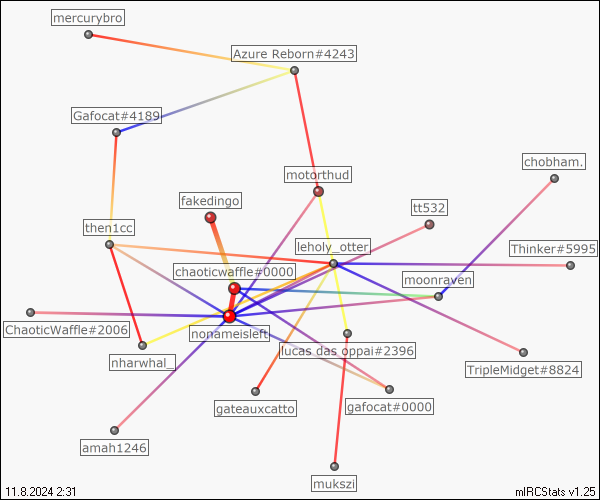 mercurybro
Azure Reborn#4243
Gafocat#4189
chobham.
motorthud
fakedingo
tt532
then1cc
leholy_otter
Thinker#5995
chaoticwaffle#0000
moonraven
ChaoticWaffle#2006
nonameisleft
lucas das oppai#2396
nharwhal_
TripleMidget#8824
gateauxcatto
gafocat#0000
amah1246
mukszi
11.8.2024 2:31
mIRCStats v1.25